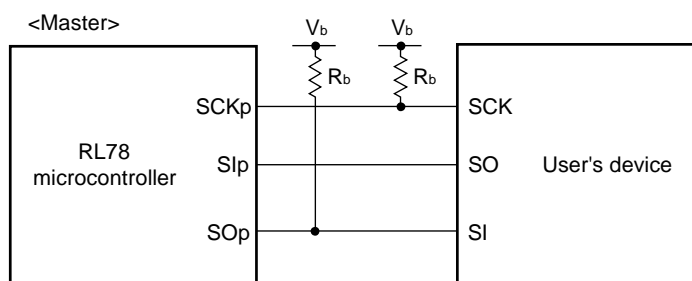 <Master>
Vb
Vb
Rb
Rb
SCKp
SCK
RL78
microcontroller
SIp
SO
User's device
SOp
SI